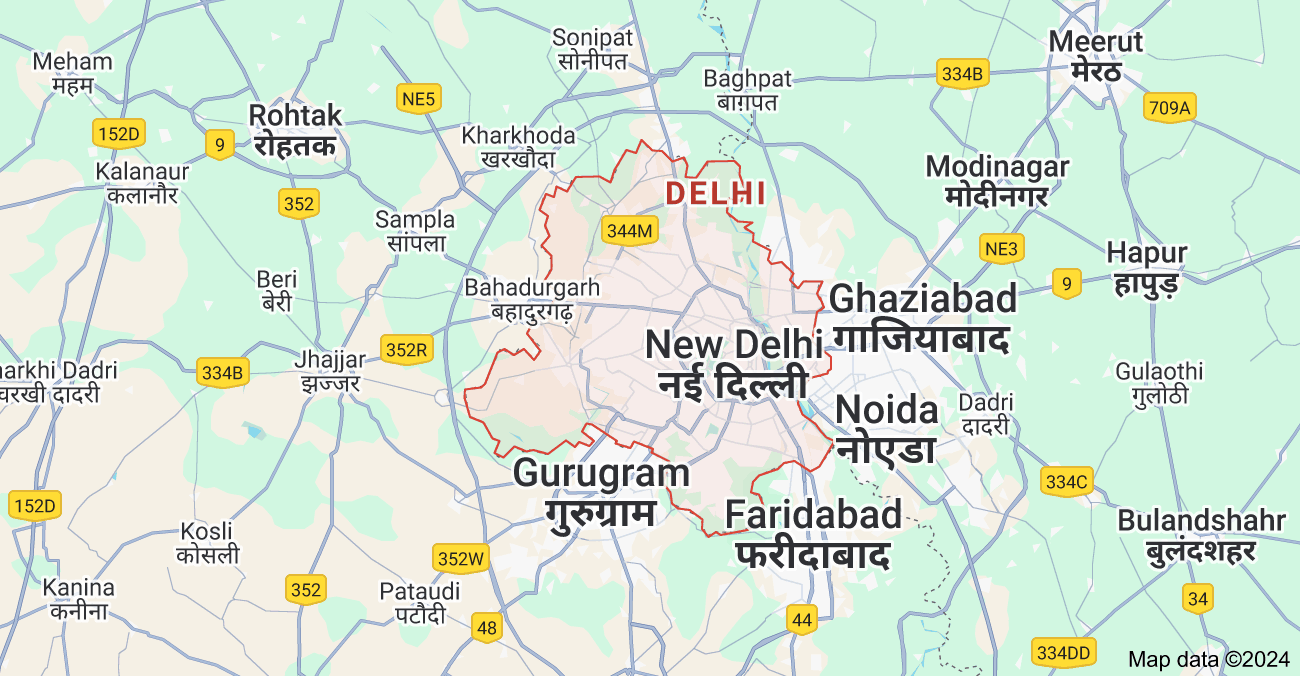 Sonipat
सोनीपत
Meerut
मेरठ
Meham
महम
334B
Baghpat
बाग़पत
NE5
709A
Rohtak
रोहतक
152D
9
Kharkhoda
खरखौदा
Kalanaur
कलानौर
Modinagar
मोदीनगर
DELHI
352
344M
Sampla
सांपला
NE3
Hapur
हापुड़
Beri
बेरी
9
Bahadurgarh
बहादुरगढ़
Ghaziabad
गाजियाबाद
New Delhi
नई दिल्ली
352R
Jhajjar
झज्जर
334B
arkhi Dadri
रखी दादरी
Gulaothi
गुलोठी
Noida
नोएडा
Dadri
दादरी
Gurugram
गुरुग्राम
334C
152D
Faridabad
फरीदाबाद
Bulandshahr
बुलंदशहर
Kosli
कोसली
352W
Kanina
कनीना
352
Pataudi
पटौदी
48
44
34
334DD
Map data ©2024